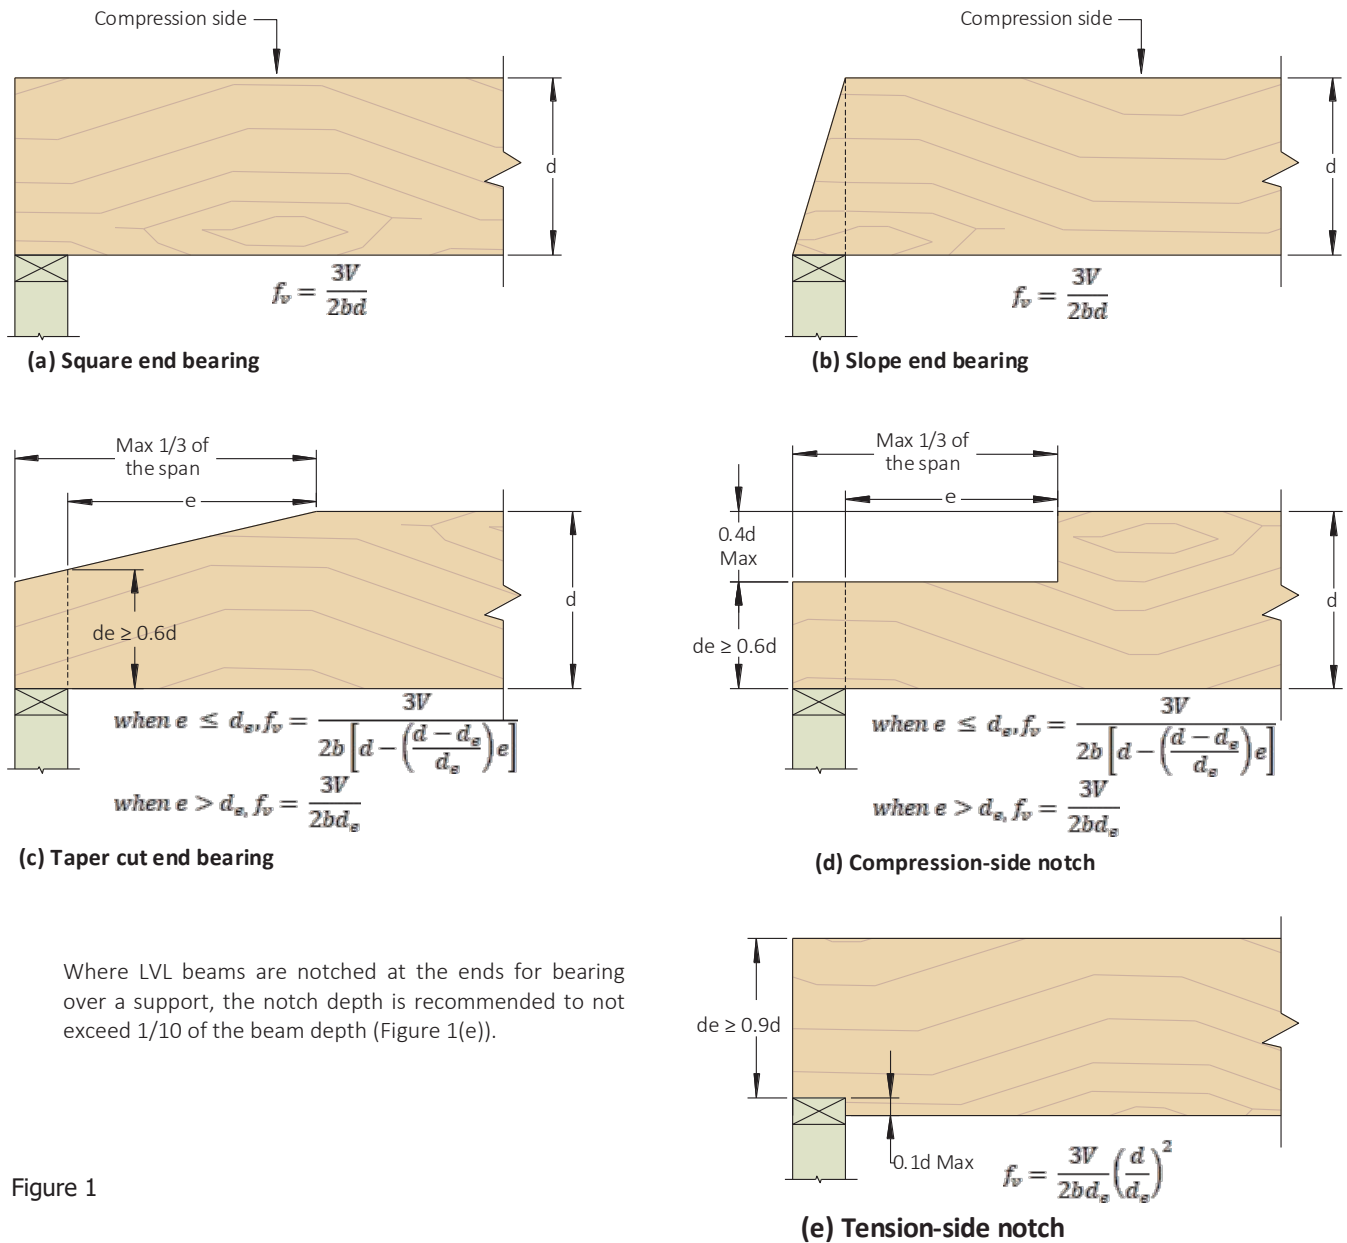 Compression side
d
f_v = 3V / 2bd
(a) Square end bearing
Compression side
d
f_v = 3V / 2bd
(b) Slope end bearing
Max 1/3 of
the span
e
d
de ≥ 0.6d
when e ≤ d_e, f_v = 3V / 2b[d − ((d − d_e) / d_e)e]
when e > d_e, f_v = 3V / 2bd_e
(c) Taper cut end bearing
Max 1/3 of
the span
e
0.4d
Max
d
de ≥ 0.6d
when e ≤ d_e, f_v = 3V / 2b[d − ((d − d_e) / d_e)e]
when e > d_e, f_v = 3V / 2bd_e
(d) Compression-side notch
Where LVL beams are notched at the ends for bearing
over a support, the notch depth is recommended to not
exceed 1/10 of the beam depth (Figure 1(e)).
de ≥ 0.9d
0.1d Max
f_v = 3V / 2bd_e (d / d_e)^2
(e) Tension-side notch
Figure 1